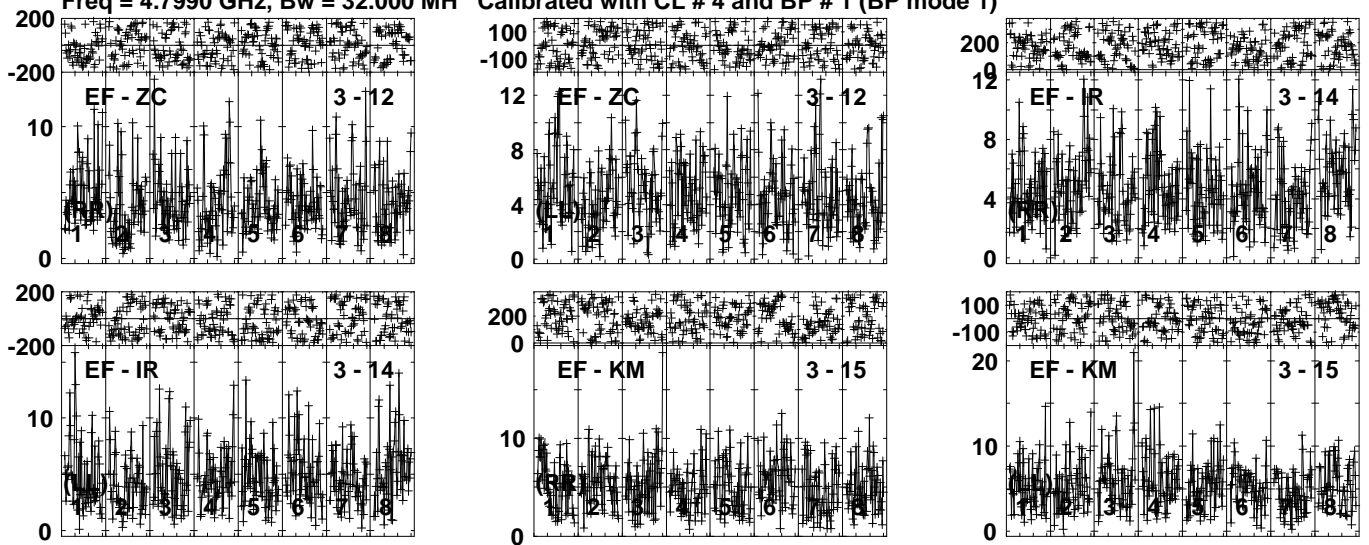 Freq = 4.7990 GHz, Bw = 32.000 MH Calibrated with CL # 4 and BP # 1 (BP mode 1)
200
-200
EF - ZC 3 - 12
10
(RR)
1 2 3 4 5 6 7 8
0
100
-100
EF - ZC 3 - 12
12
8
4
(LL)
1 2 3 4 5 6 7 8
0
200
0
EF - IR 3 - 14
12
8
4
(RR)
1 2 3 4 5 6 7 8
0
200
-200
EF - IR 3 - 14
10
(LL)
1 2 3 4 5 6 7 8
0
200
0
EF - KM 3 - 15
10
(RR)
1 2 3 4 5 6 7 8
0
100
-100
EF - KM 3 - 15
20
10
(LL)
1 2 3 4 5 6 7 8
0